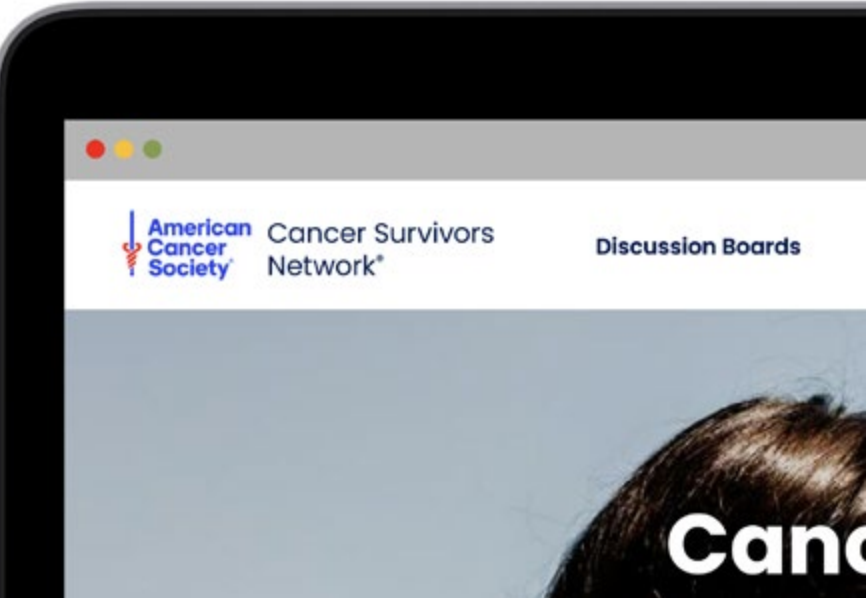 American
Cancer
Society®
Cancer Survivors
Network®
Discussion Boards